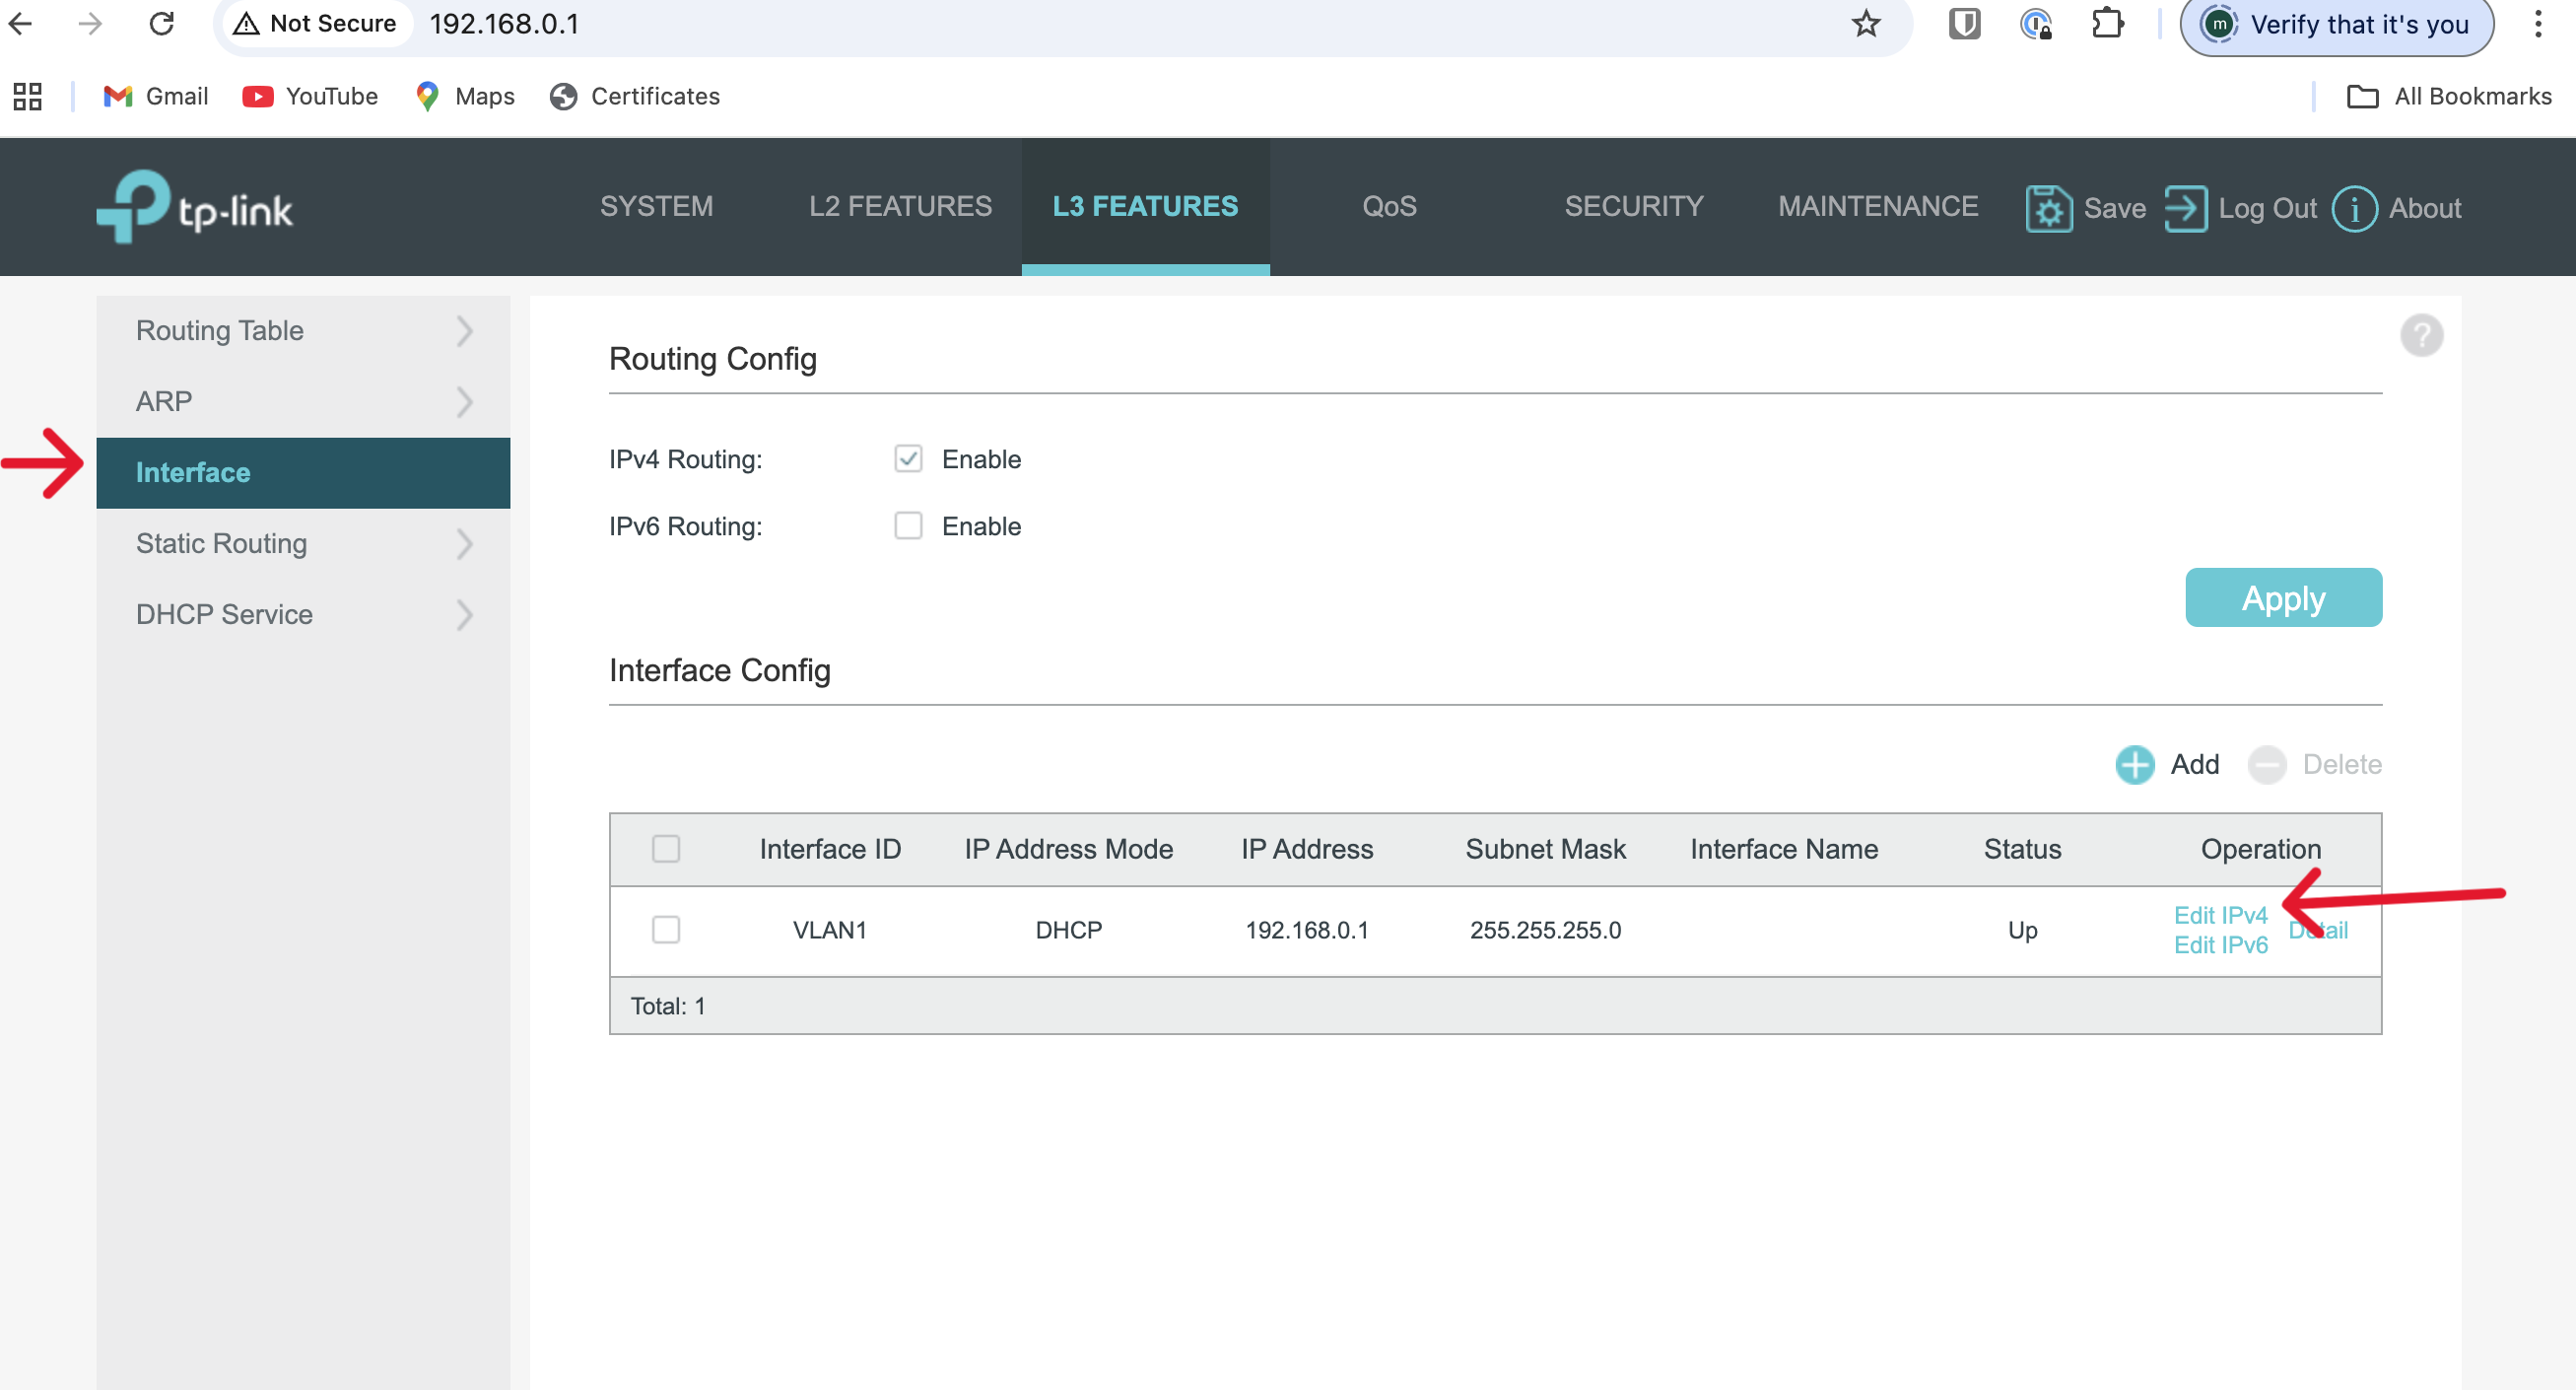 Not Secure 192.168.0.1 m Verify that it's you
Gmail YouTube Maps Certificates All Bookmarks
tp-link SYSTEM L2 FEATURES L3 FEATURES QoS SECURITY MAINTENANCE Save Log Out i About
Routing Table
ARP
Interface
Static Routing
DHCP Service
?
Routing Config
IPv4 Routing: Enable
IPv6 Routing: Enable
Apply
Interface Config
Add Delete
Interface ID IP Address Mode IP Address Subnet Mask Interface Name Status Operation
VLAN1 DHCP 192.168.0.1 255.255.255.0 Up Edit IPv4 Detail
Edit IPv6
Total: 1